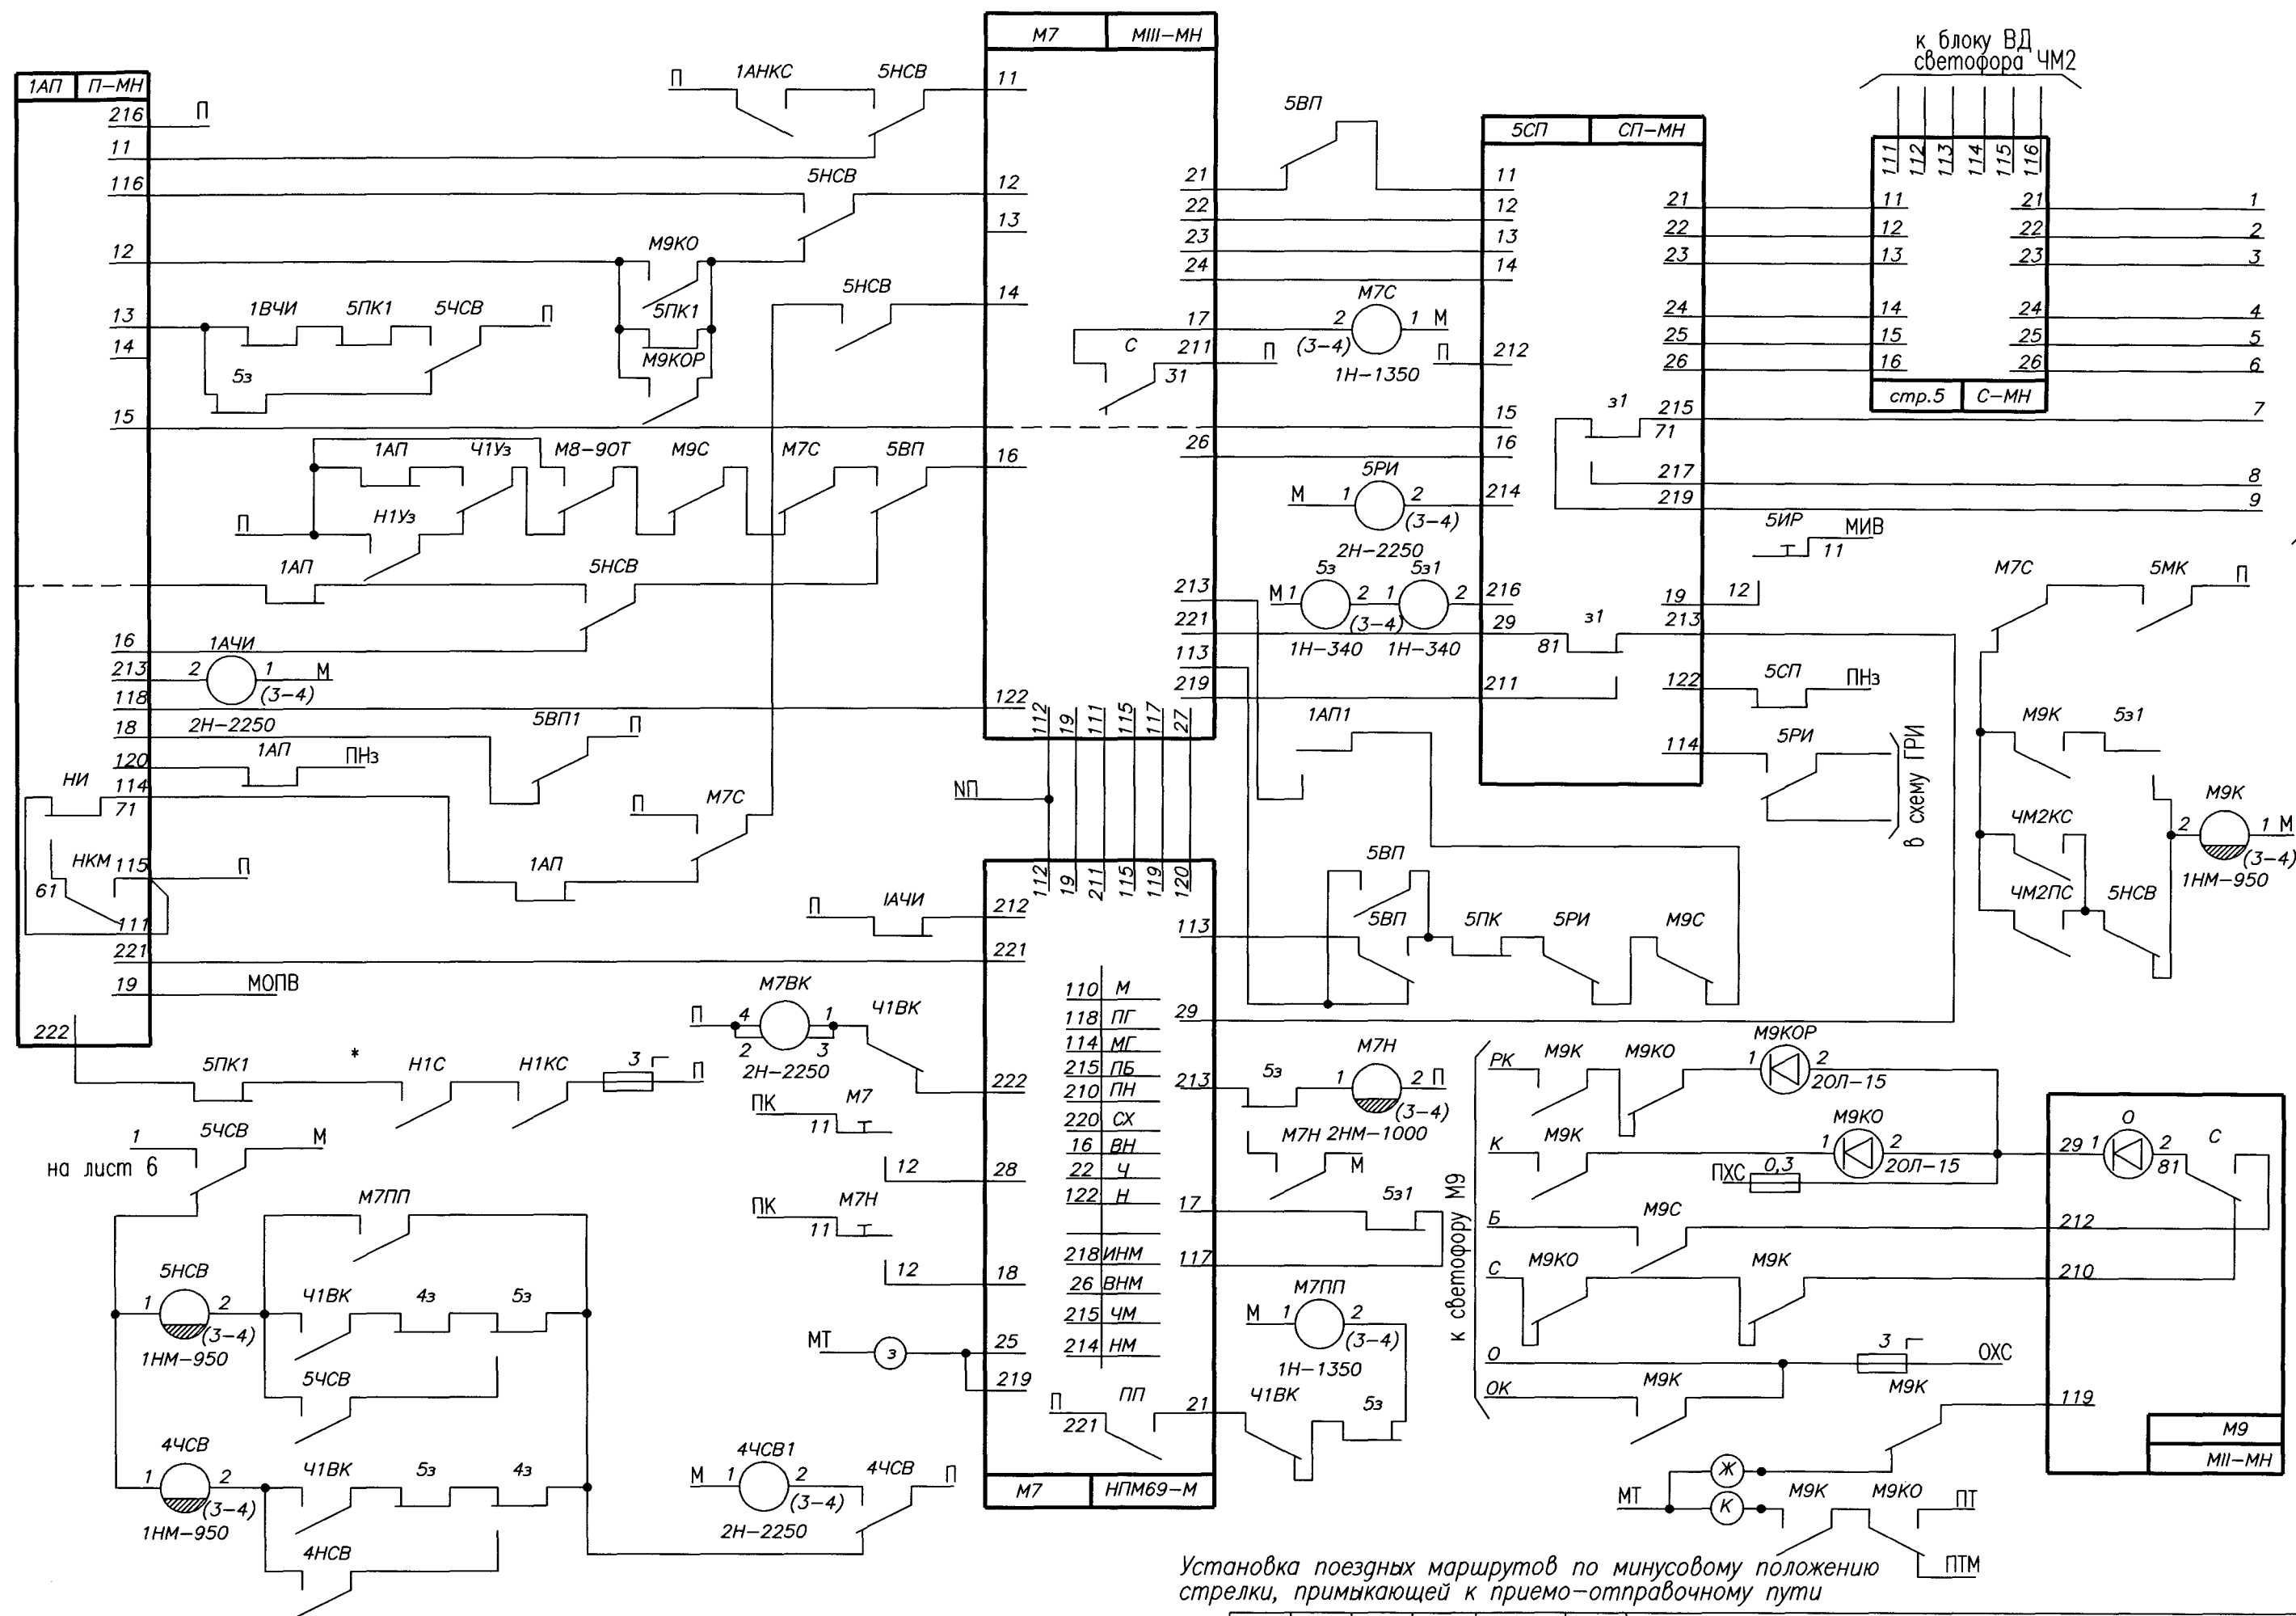 М7 МIII-МН
к блоку ВД
светофора ЧМ2
1АП П-МН
216 П
11
116
12
13 1ВЧИ 5ПК1 5ЧСВ П
14
5з
15
П 1АНКС 5НСВ 11
5НСВ 12
13
М9КО
5ПК1
М9КОР
5НСВ 14
1АП Ч1Уз М8-9ОТ М9С М7С 5ВП 16
П Н1Уз
1АП 5НСВ
16
213 2 1АЧИ 1 М
(3-4)
2Н-2250
118 122
18 5ВП1 П
120 1АП ПНз
НИ 114
71
П М7С
1АП
НКМ 115 П
61
111
221
19 МОПВ
222
5ПК1 * Н1С Н1КС 3 П
5ВП
21
22
23
24
17
211 П
С
31
М7С
2 1 М
(3-4)
1Н-1350
П 212
26
213
221
113
219
112 19 111 115 117 27
NП
112 19 211 115 119 120
5СП СП-МН
11
12
13
14
15
16
5РИ
М 1 2 214
(3-4)
2Н-2250
5з 5з1
М 1 2 1 2 216
(3-4)
1Н-340 1Н-340
29 з1 213
81
211
21
22
23
24
25
26
з1 215
71
217
219
19 12
5ИР МИВ
11
122 5СП ПНз
114 5РИ
в схему ГРИ
111 112 113 114 115 116
11 21 1
12 22 2
13 23 3
14 24 4
15 25 5
16 26 6
стр.5 С-МН
7
8
9
М7С 5МК П
М9К 5з1
ЧМ2КС
ЧМ2ПС 5НСВ
М9К
2 1 М
(3-4)
1НМ-950
1АП1
5ВП
5ВП 5ПК 5РИ М9С
П 1АЧИ 212
221
М7ВК
П 4 1
2 3
2Н-2250
Ч1ВК
222
ПК М7
11
12 28
ПК М7Н
11
12 18
МТ з 25
219
110 М
118 ПГ
114 МГ
215 ПБ
210 ПН
220 СХ
16 ВН
22 Ч
122 Н
218 ИНМ
26 ВНМ
215 ЧМ
214 НМ
П ПП 21
221
М7 НПМ69-М
113
29
213 5з М7Н
1 2 П
(3-4)
М7Н 2НМ-1000
М
17 5з1
117
М7ПП
М 1 2
(3-4)
1Н-1350
Ч1ВК 5з
1 5ЧСВ М
на лист 6
М7ПП
5НСВ
1 2
(3-4)
1НМ-950
Ч1ВК 4з 5з
5ЧСВ
4ЧСВ
1 2
(3-4)
1НМ-950
Ч1ВК 5з 4з
4НСВ
4ЧСВ1
М 1 2
(3-4)
2Н-2250
4ЧСВ П
к светофору М9
РК М9К М9КО М9КОР
1 2
2ОЛ-15
К М9К М9КО
1 2
2ОЛ-15
ПХС 0,3
Б М9С
С М9КО М9К
О 3 ОХС
ОК М9К
29 1 О 2 С
81
212
210
119
М9К
М9
МII-МН
МТ Ж
К М9К М9КО ПТ
ПТМ
Установка поездных маршрутов по минусовому положению
стрелки, примыкающей к приемо-отправочному пути